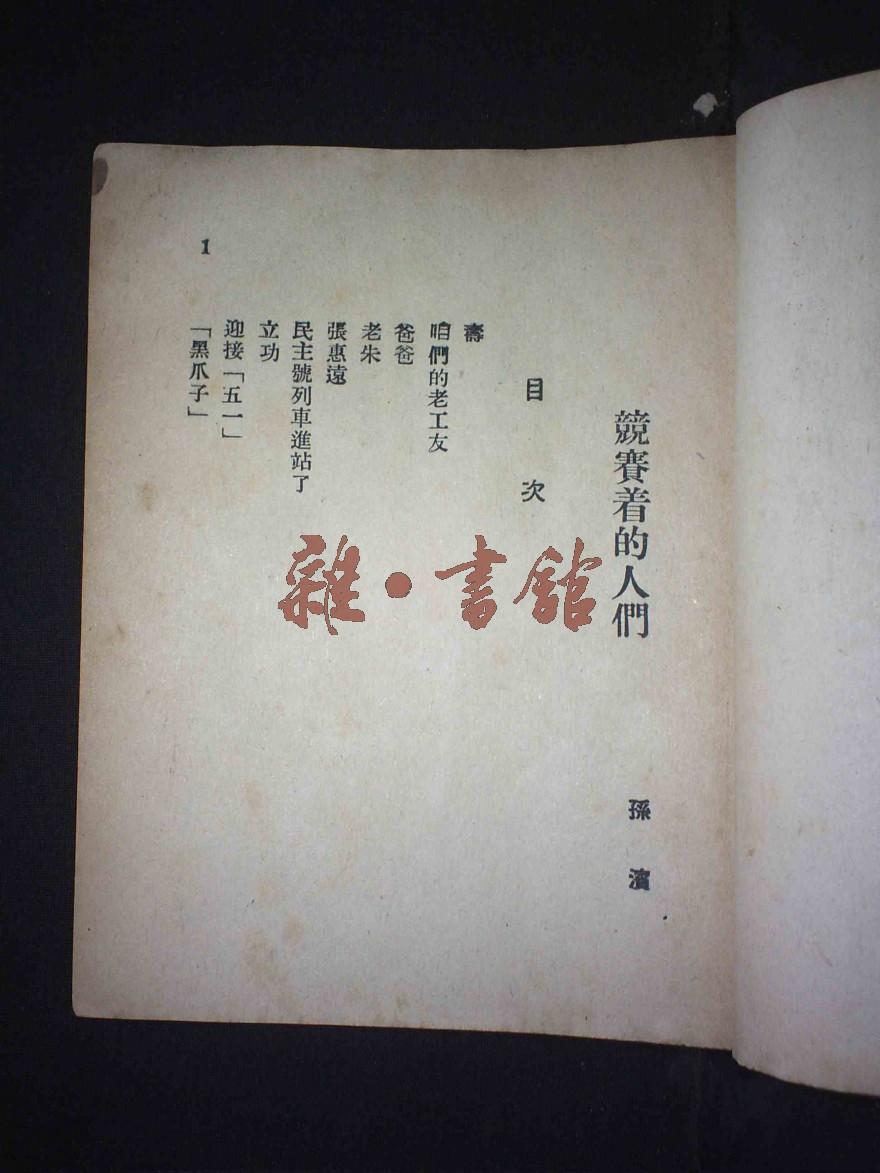 競賽着的人們
孫濱
目次
壽
咱們的老工友
爸爸
老朱
張惠遠
民主號列車進站了
立功
迎接「五一」
「黑爪子」
1
雜·書館